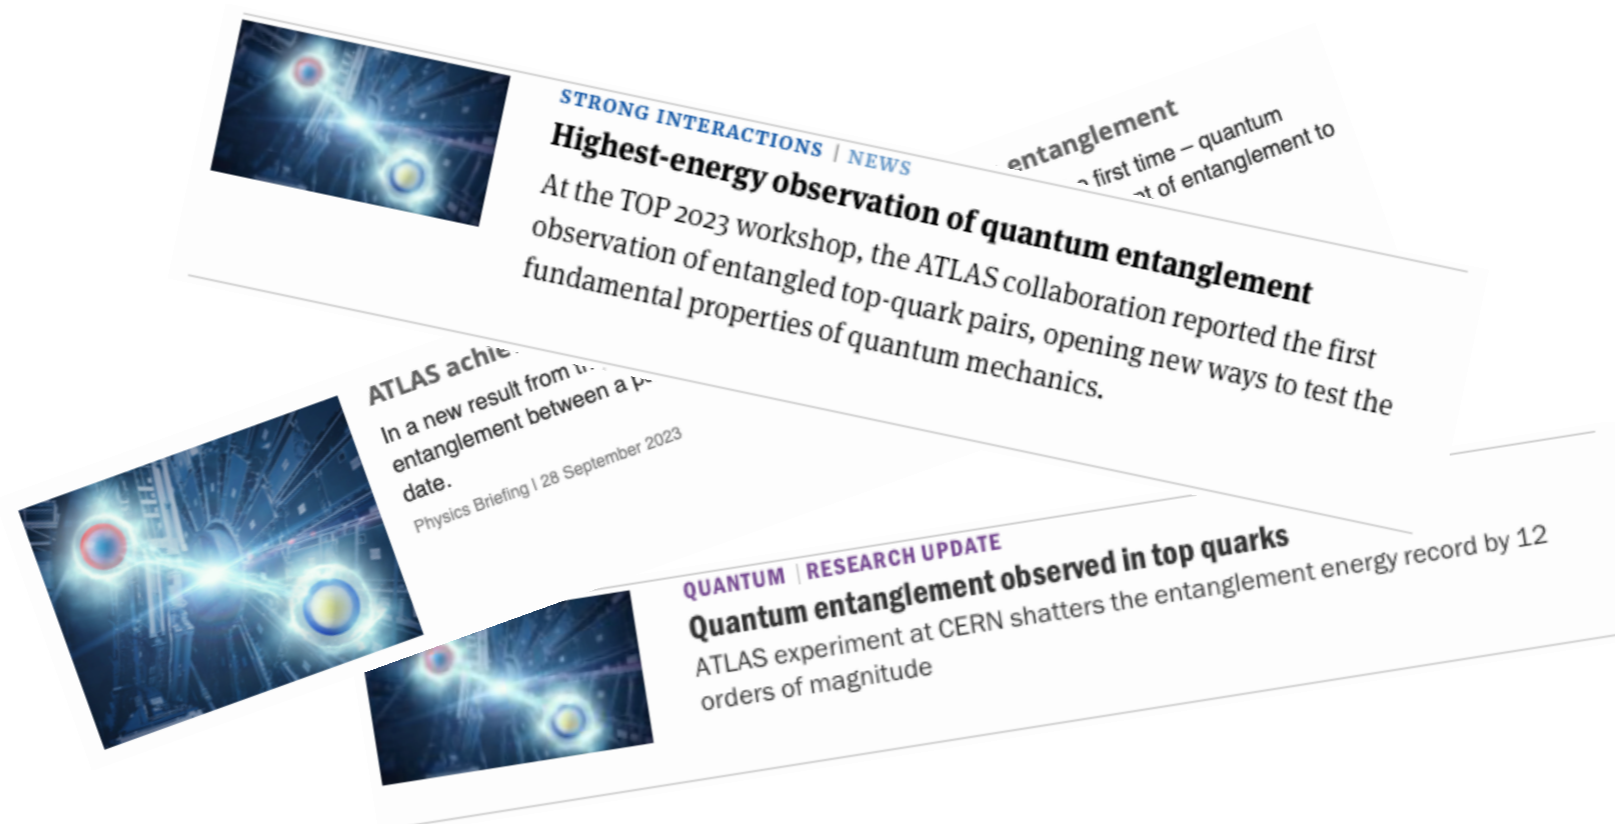 STRONG INTERACTIONS | NEWS
Highest-energy observation of quantum entanglement
At the TOP 2023 workshop, the ATLAS collaboration reported the first
observation of entangled top-quark pairs, opening new ways to test the
fundamental properties of quantum mechanics.
ATLAS entanglement
In a new result from first time – quantum
entanglement between a of entanglement to
date.
Physics Briefing | 28 September 2023
QUANTUM | RESEARCH UPDATE
Quantum entanglement observed in top quarks
ATLAS experiment at CERN shatters the entanglement energy record by 12
orders of magnitude